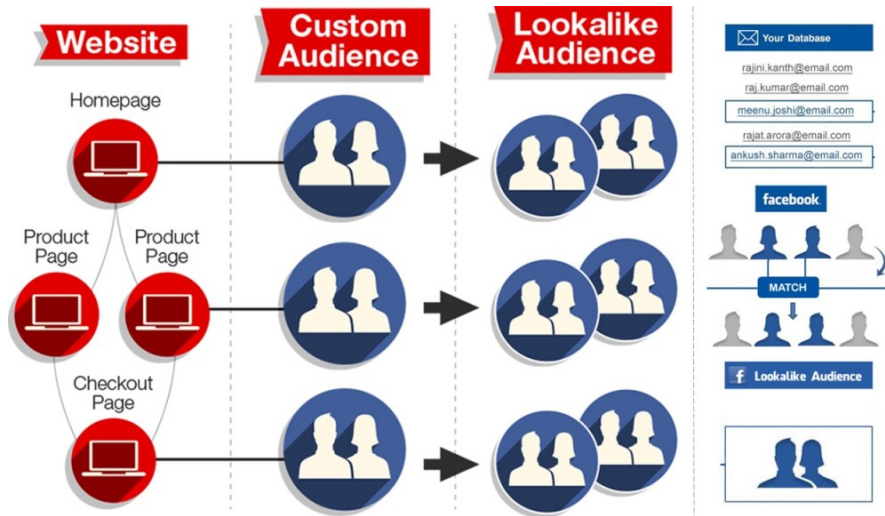 Website
Custom
Audience
Lookalike
Audience
Homepage
Product
Page
Product
Page
Checkout
Page
Your Database
rajini.kanth@email.com
raj.kumar@email.com
meenu.joshi@email.com
rajat.arora@email.com
ankush.sharma@email.com
facebook
MATCH
f Lookalike Audience